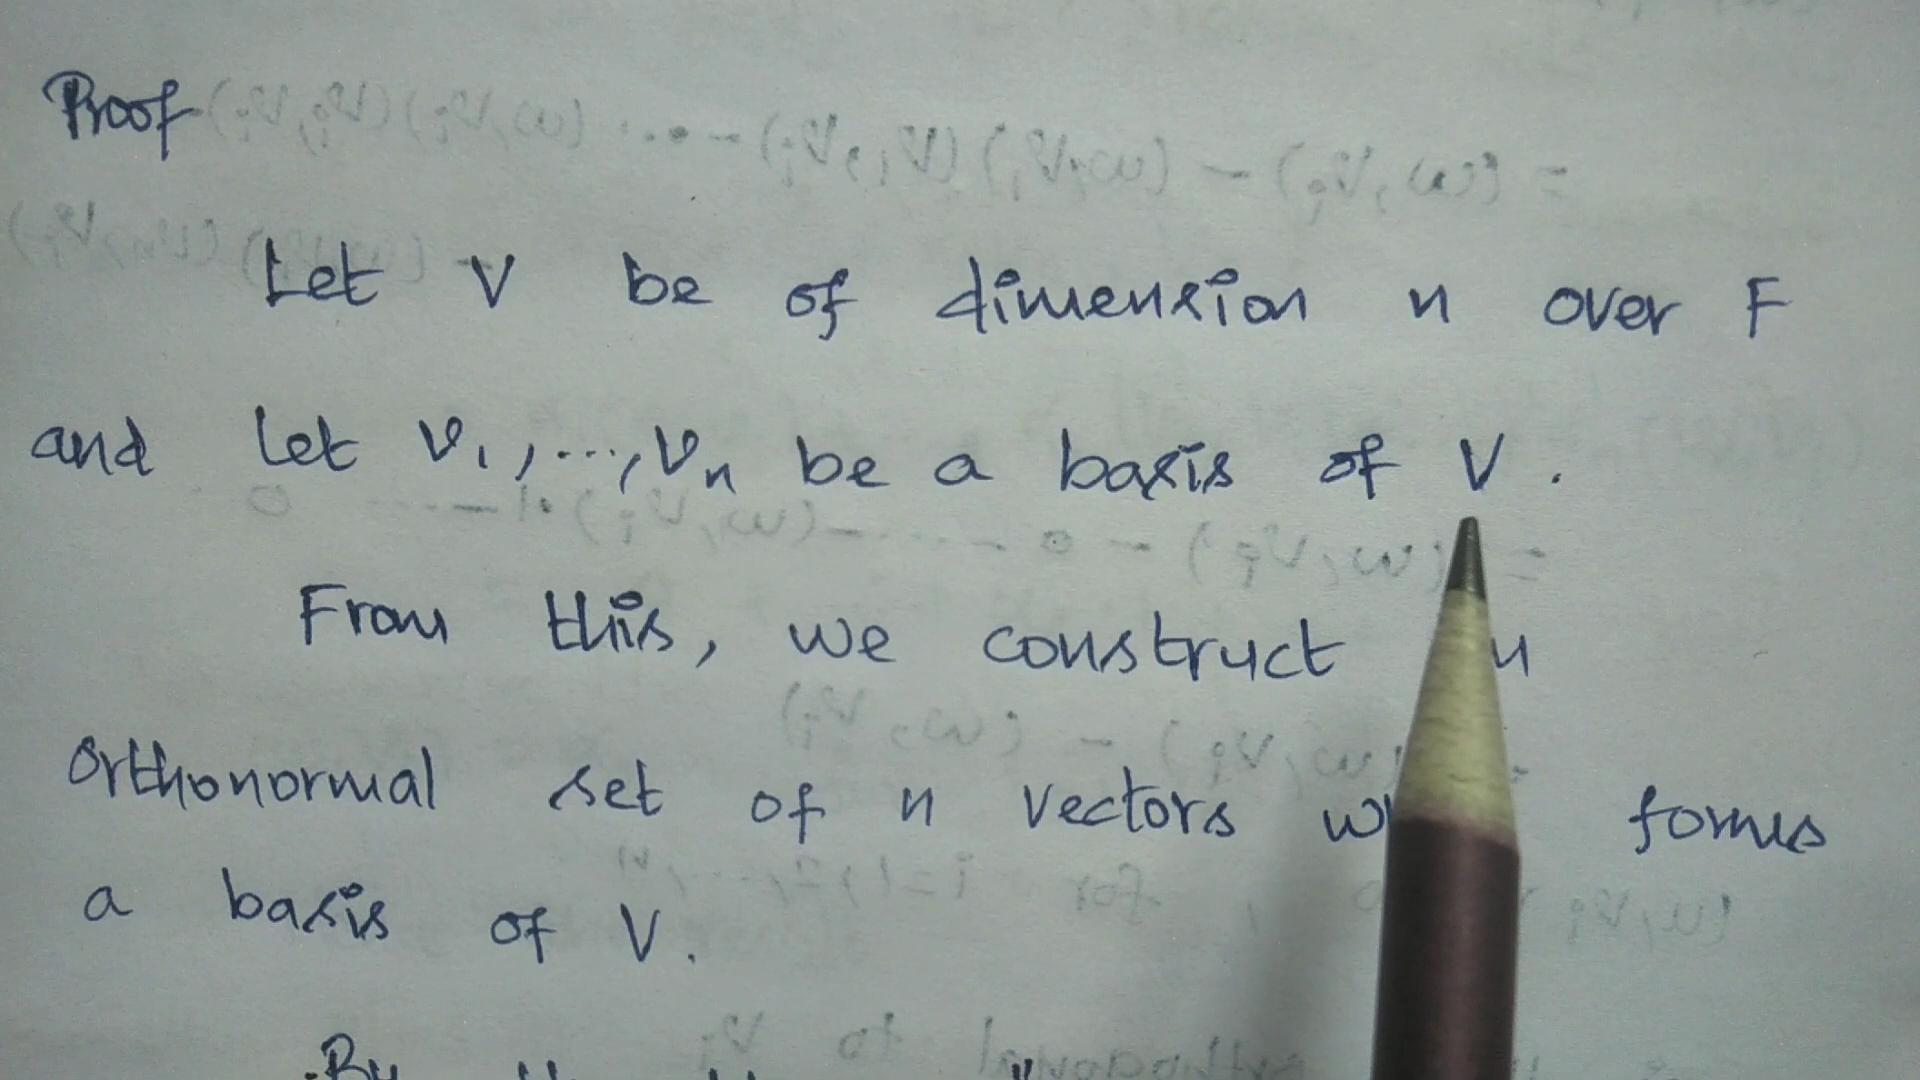 Proof
Let V be of dimension n over F
and let v₁,...,vₙ be a basis of V.
From this, we construct
orthonormal set of n vectors forms
a basis of V.
By